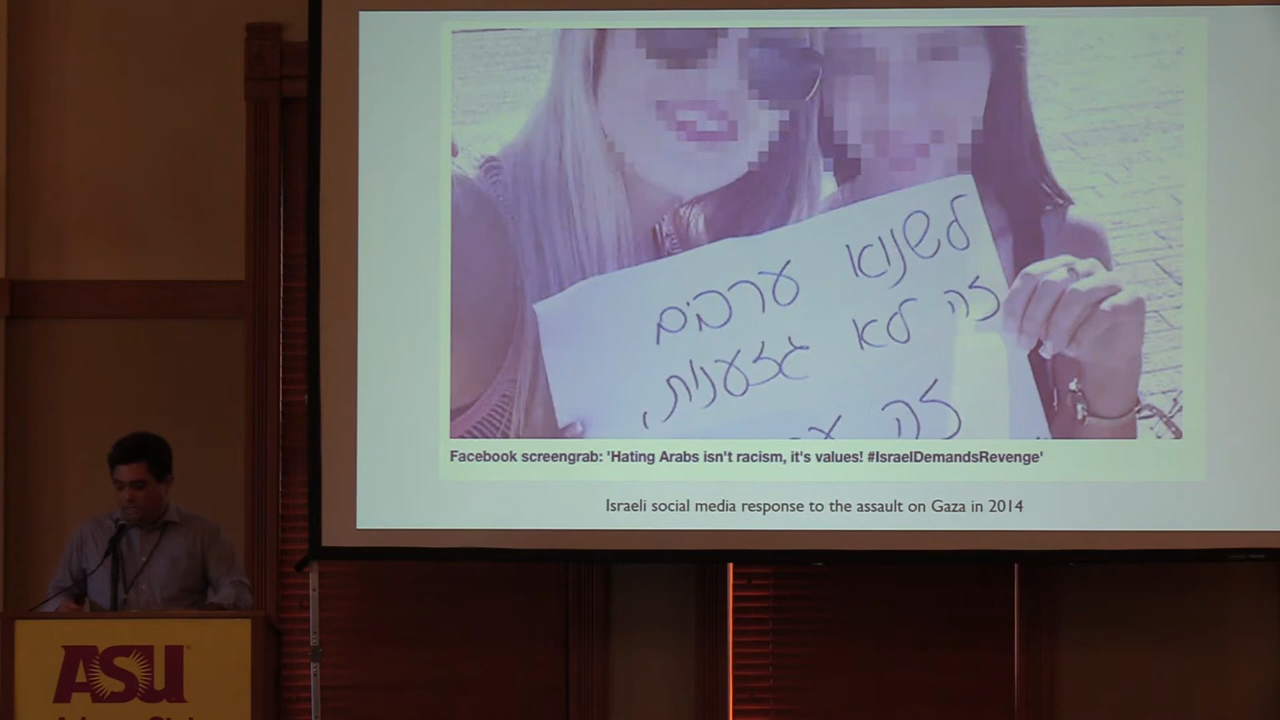 לשנוא ערבים
זה לא גזענות,
זה
Facebook screengrab: 'Hating Arabs isn't racism, it's values! #IsraelDemandsRevenge'
Israeli social media response to the assault on Gaza in 2014
ASU